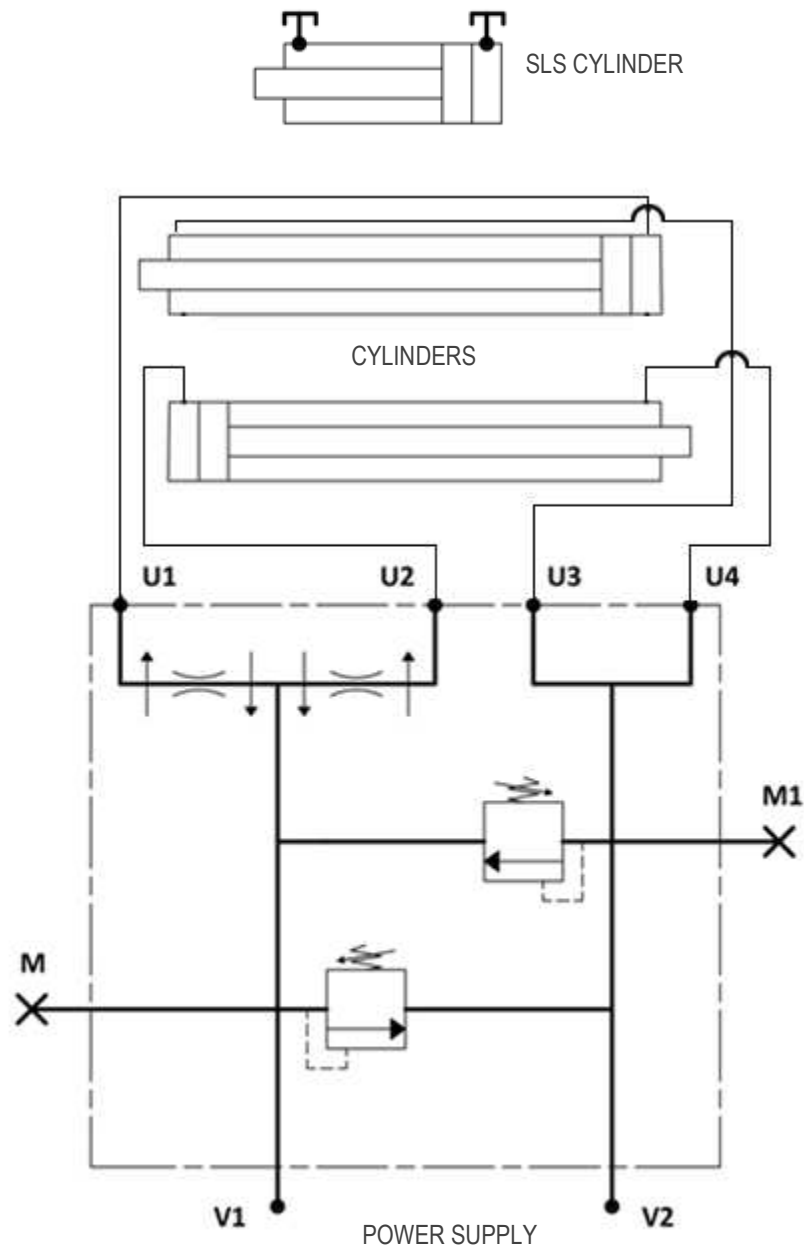 SLS CYLINDER
CYLINDERS
U1 U2 U3 U4
M1
M
V1 V2
POWER SUPPLY